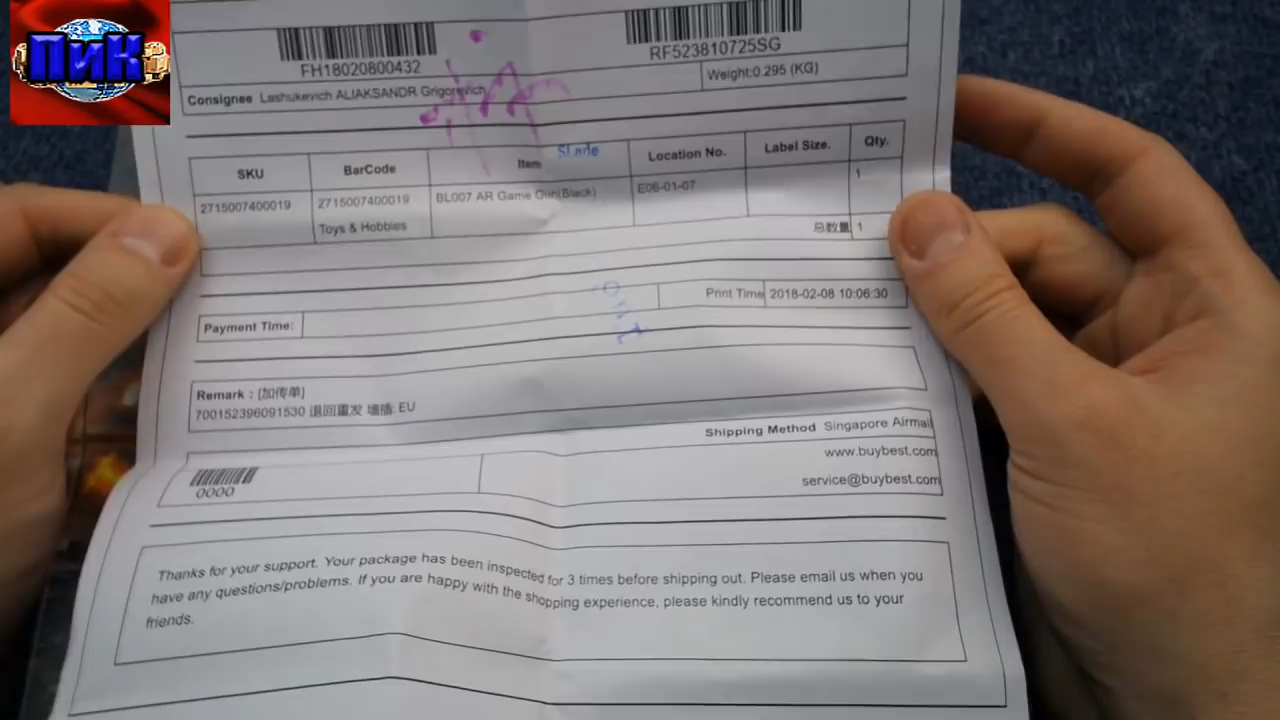 ПиК
FH18020800432
RF523810725SG
Consignee Lashukevich ALIAKSANDR Grigorevich
Weight:0.295 (KG)
SKU BarCode Item Location No. Label Size. Qty.
2715007400019 2715007400019 BL007 AR Game Gun(Black) E06-01-07 1
Toys & Hobbies
总数量 1
Print Time 2018-02-08 10:06:30
Payment Time:
Remark : [加传单]
700152396091530 退回重发 墙插: EU
Shipping Method Singapore Airmail
www.buybest.com
service@buybest.com
0000
Thanks for your support. Your package has been inspected for 3 times before shipping out. Please email us when you
have any questions/problems. If you are happy with the shopping experience, please kindly recommend us to your
friends.